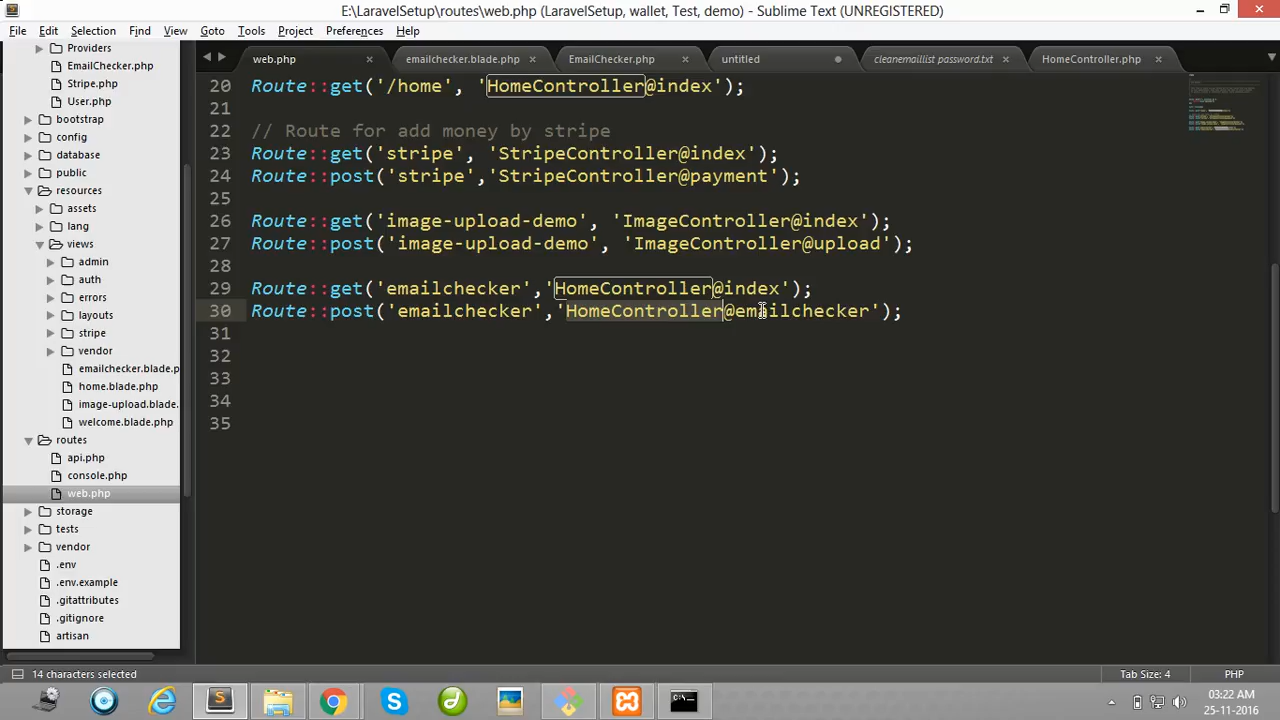 E:\LaravelSetup\routes\web.php (LaravelSetup, wallet, Test, demo) - Sublime Text (UNREGISTERED)
File Edit Selection Find View Goto Tools Project Preferences Help
web.php emailchecker.blade.php EmailChecker.php untitled cleanemaillist password.txt HomeController.php
Providers
EmailChecker.php
Stripe.php
User.php
bootstrap
config
database
public
resources
assets
lang
views
admin
auth
errors
layouts
stripe
vendor
emailchecker.blade.p
home.blade.php
image-upload.blade.
welcome.blade.php
routes
api.php
console.php
web.php
storage
tests
vendor
.env
.env.example
.gitattributes
.gitignore
artisan
20 Route::get('/home', 'HomeController@index');
21
22 // Route for add money by stripe
23 Route::get('stripe', 'StripeController@index');
24 Route::post('stripe','StripeController@payment');
25
26 Route::get('image-upload-demo', 'ImageController@index');
27 Route::post('image-upload-demo', 'ImageController@upload');
28
29 Route::get('emailchecker','HomeController@index');
30 Route::post('emailchecker','HomeController@emailchecker');
31
32
33
34
35
14 characters selected Tab Size: 4 PHP
03:22 AM
25-11-2016